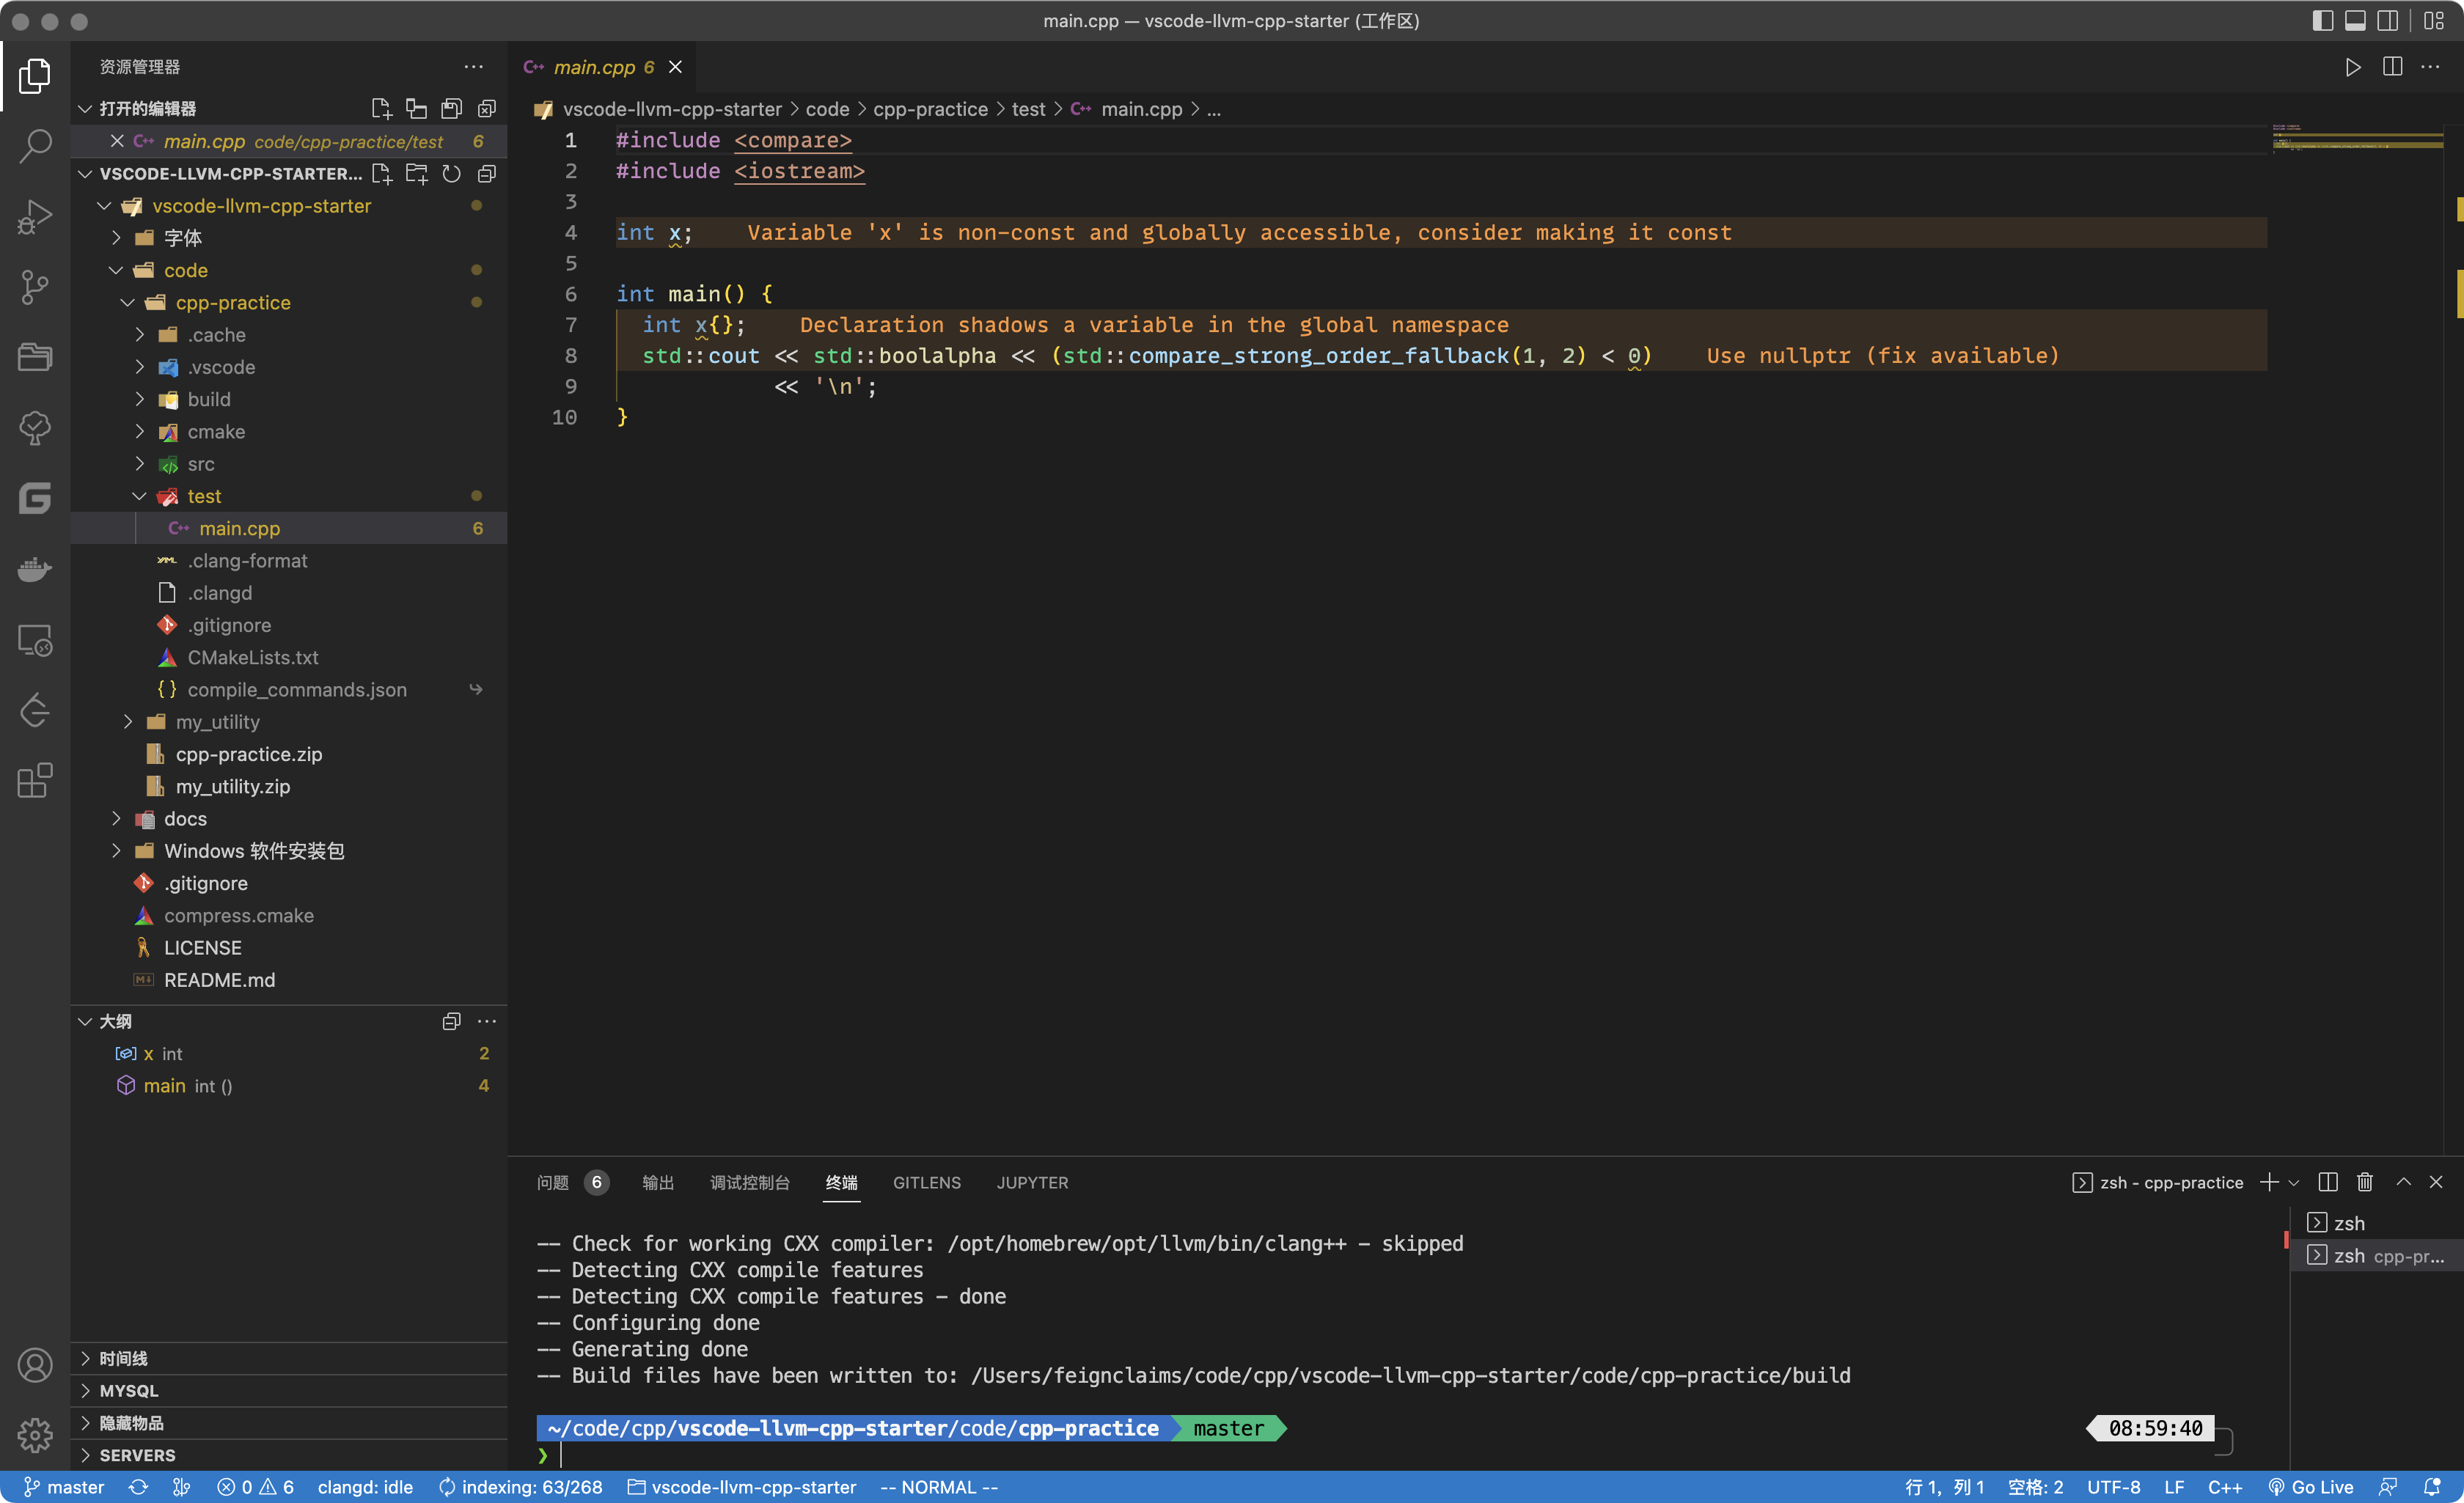 main.cpp — vscode-llvm-cpp-starter (工作区)
资源管理器
打开的编辑器
main.cpp code/cpp-practice/test 6
VSCODE-LLVM-CPP-STARTER...
vscode-llvm-cpp-starter
字体
code
cpp-practice
.cache
.vscode
build
cmake
src
test
main.cpp 6
.clang-format
.clangd
.gitignore
CMakeLists.txt
compile_commands.json
my_utility
cpp-practice.zip
my_utility.zip
docs
Windows 软件安装包
.gitignore
compress.cmake
LICENSE
README.md
大纲
x int 2
main int () 4
时间线
MYSQL
隐藏物品
SERVERS
main.cpp 6
vscode-llvm-cpp-starter > code > cpp-practice > test > main.cpp > ...
1 #include <compare>
2 #include <iostream>
3
4 int x; Variable 'x' is non-const and globally accessible, consider making it const
5
6 int main() {
7 int x{}; Declaration shadows a variable in the global namespace
8 std::cout << std::boolalpha << (std::compare_strong_order_fallback(1, 2) < 0) Use nullptr (fix available)
9 << '\n';
10 }
问题 6 输出 调试控制台 终端 GITLENS JUPYTER
zsh - cpp-practice
-- Check for working CXX compiler: /opt/homebrew/opt/llvm/bin/clang++ - skipped
-- Detecting CXX compile features
-- Detecting CXX compile features - done
-- Configuring done
-- Generating done
-- Build files have been written to: /Users/feignclaims/code/cpp/vscode-llvm-cpp-starter/code/cpp-practice/build
~/code/cpp/vscode-llvm-cpp-starter/code/cpp-practice master 08:59:40
❯
zsh
zsh cpp-pr...
master 0 6 clangd: idle indexing: 63/268 vscode-llvm-cpp-starter -- NORMAL -- 行 1, 列 1 空格: 2 UTF-8 LF C++ Go Live